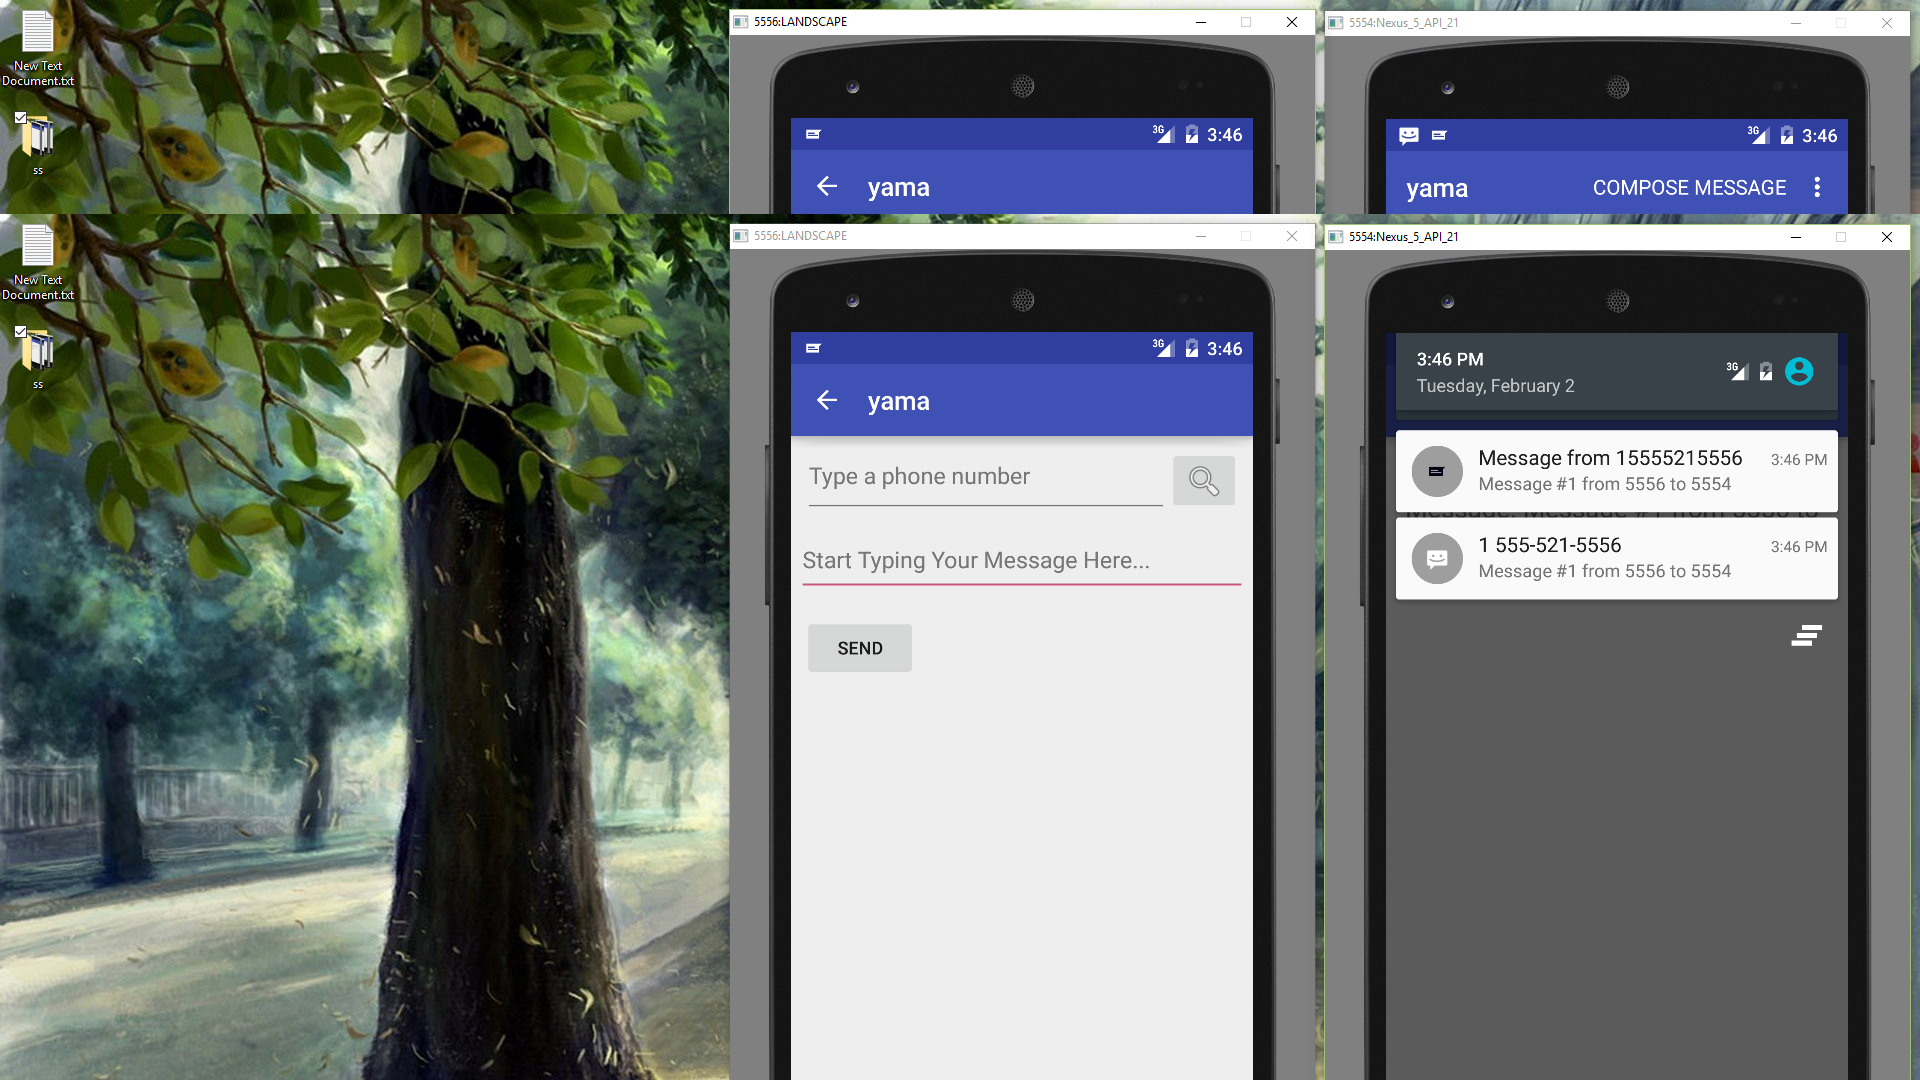 New Text
Document.txt
ss
5556:LANDSCAPE
3G 3:46
yama
5554:Nexus_5_API_21
3G 3:46
yama COMPOSE MESSAGE
New Text
Document.txt
ss
5556:LANDSCAPE
3G 3:46
yama
Type a phone number
Start Typing Your Message Here...
SEND
5554:Nexus_5_API_21
3:46 PM
Tuesday, February 2
3G
Message from 15555215556 3:46 PM
Message #1 from 5556 to 5554
1 555-521-5556 3:46 PM
Message #1 from 5556 to 5554